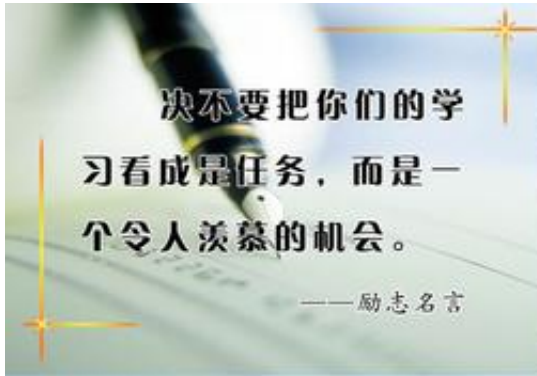 决不要把你们的学
习看成是任务，而是一
个令人羡慕的机会。
——励志名言